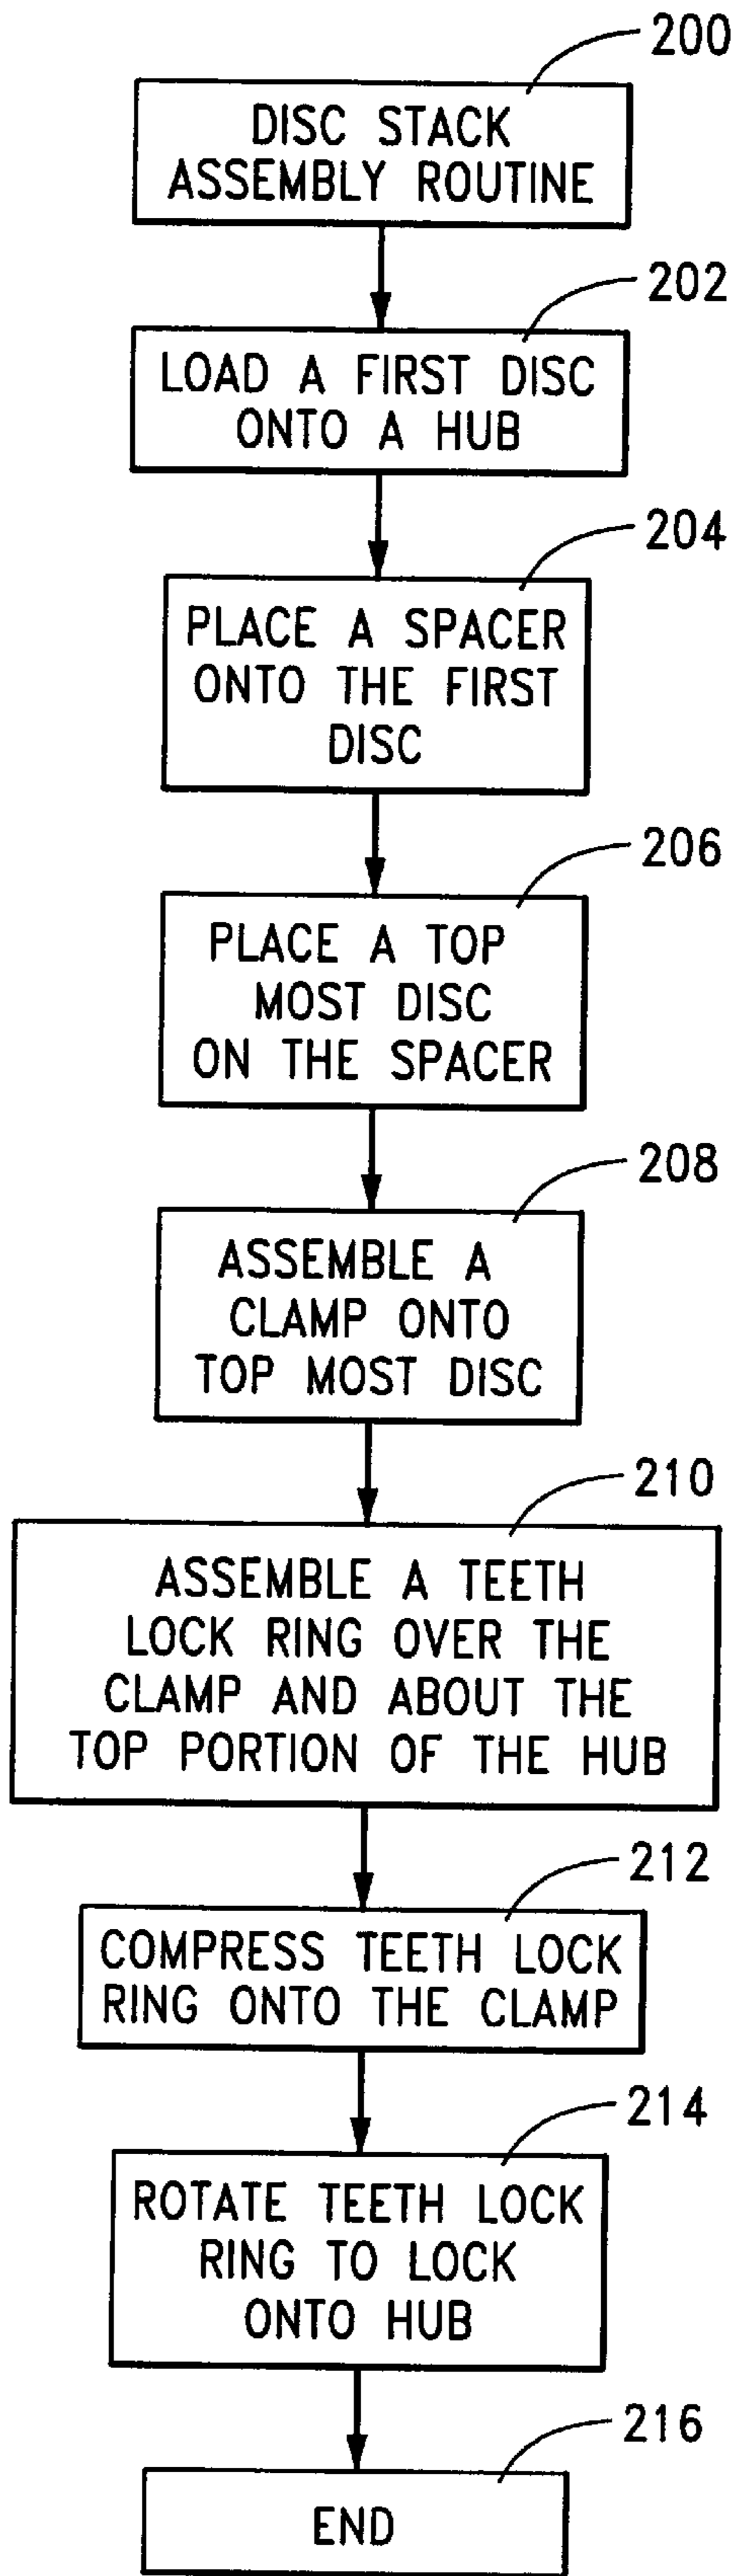 200
DISC STACK
ASSEMBLY ROUTINE
202
LOAD A FIRST DISC
ONTO A HUB
204
PLACE A SPACER
ONTO THE FIRST
DISC
206
PLACE A TOP
MOST DISC
ON THE SPACER
208
ASSEMBLE A
CLAMP ONTO
TOP MOST DISC
210
ASSEMBLE A TEETH
LOCK RING OVER THE
CLAMP AND ABOUT THE
TOP PORTION OF THE HUB
212
COMPRESS TEETH LOCK
RING ONTO THE CLAMP
214
ROTATE TEETH LOCK
RING TO LOCK
ONTO HUB
216
END